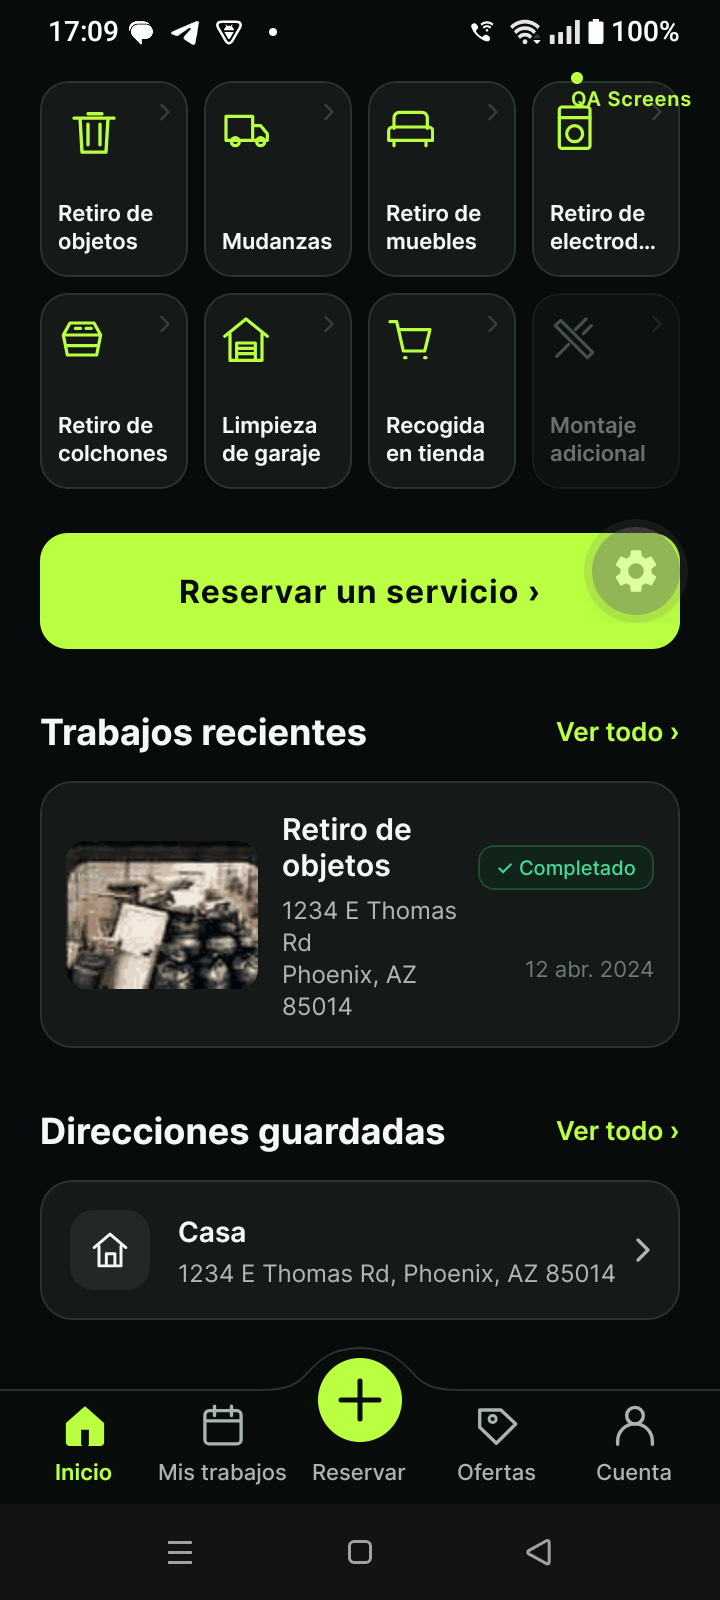 17:09
100%
QA Screens
Retiro de
objetos
Mudanzas
Retiro de
muebles
Retiro de
electrod...
Retiro de
colchones
Limpieza
de garaje
Recogida
en tienda
Montaje
adicional
Reservar un servicio ›
Trabajos recientes
Ver todo ›
Retiro de
objetos
✓ Completado
1234 E Thomas
Rd
Phoenix, AZ
85014
12 abr. 2024
Direcciones guardadas
Ver todo ›
Casa
1234 E Thomas Rd, Phoenix, AZ 85014
Inicio
Mis trabajos
Reservar
Ofertas
Cuenta